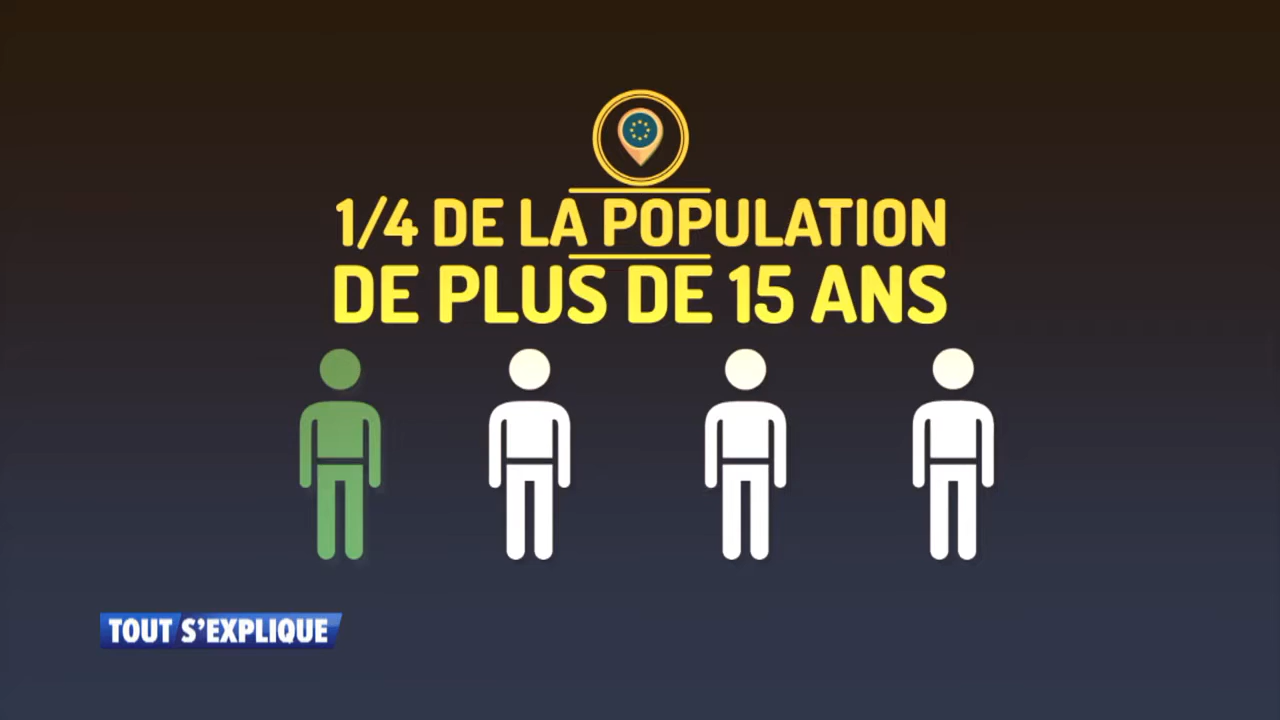 1/4 DE LA POPULATION
DE PLUS DE 15 ANS
TOUT S'EXPLIQUE